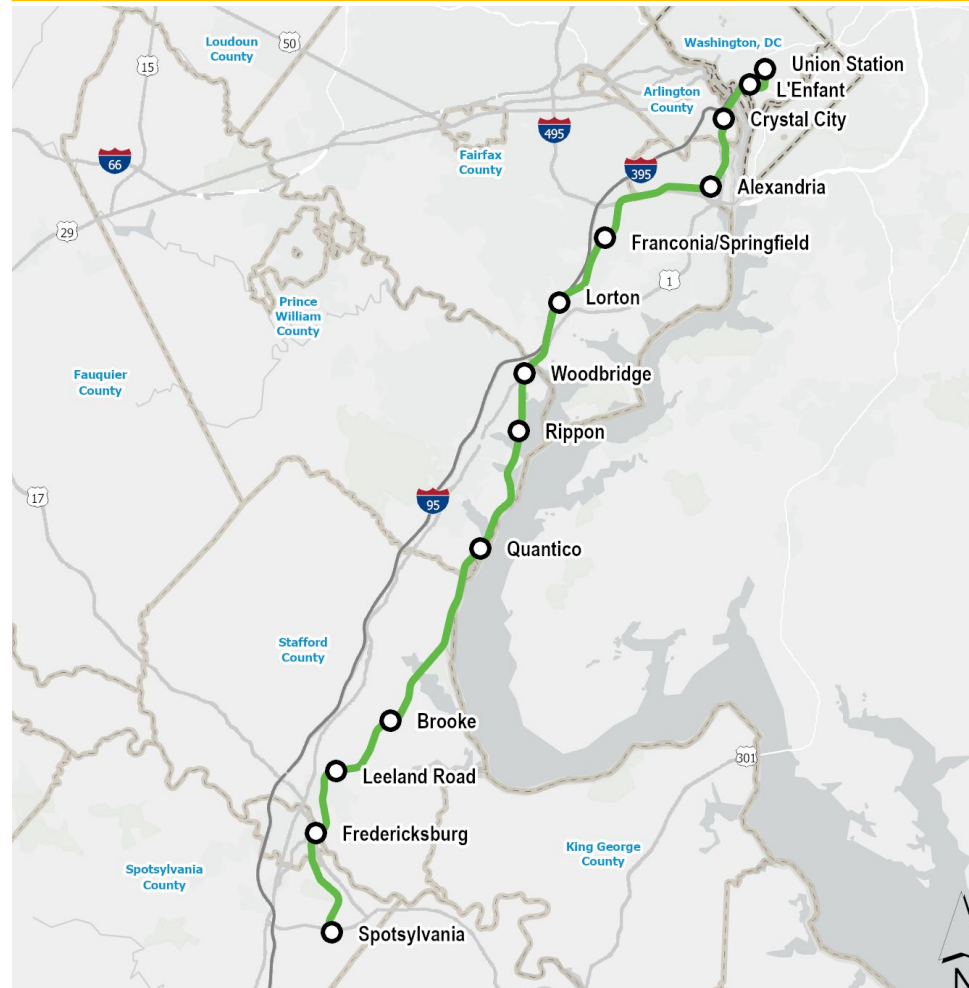 Loudoun
County
50
Washington, DC
15
Union Station
L'Enfant
Arlington
County
Crystal City
495
66
Fairfax
County
395
Alexandria
29
Franconia/Springfield
1
Prince
William
County
Lorton
Fauquier
County
Woodbridge
Rippon
17
95
Quantico
Stafford
County
Brooke
301
Leeland Road
Fredericksburg
King George
County
Spotsylvania
County
Spotsylvania
N